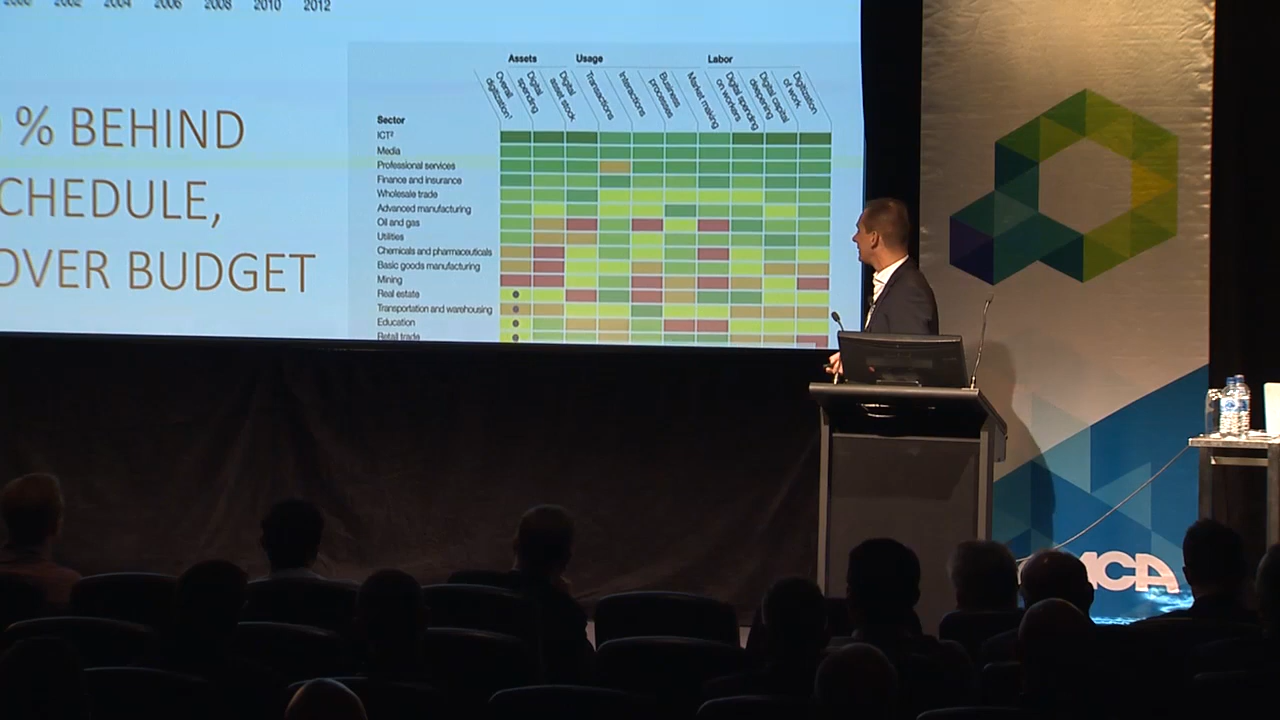 2000 2002 2004 2006 2008 2010 2012
% BEHIND
CHEDULE,
OVER BUDGET
Assets Usage Labor
Overall digitization¹
Digital spending
Digital asset stock
Transactions
Interactions
Business processes
Market making
Digital spending on workers
Digital capital deepening
Digitization of work
Sector
ICT²
Media
Professional services
Finance and insurance
Wholesale trade
Advanced manufacturing
Oil and gas
Utilities
Chemicals and pharmaceuticals
Basic goods manufacturing
Mining
Real estate
Transportation and warehousing
Education
Retail trade